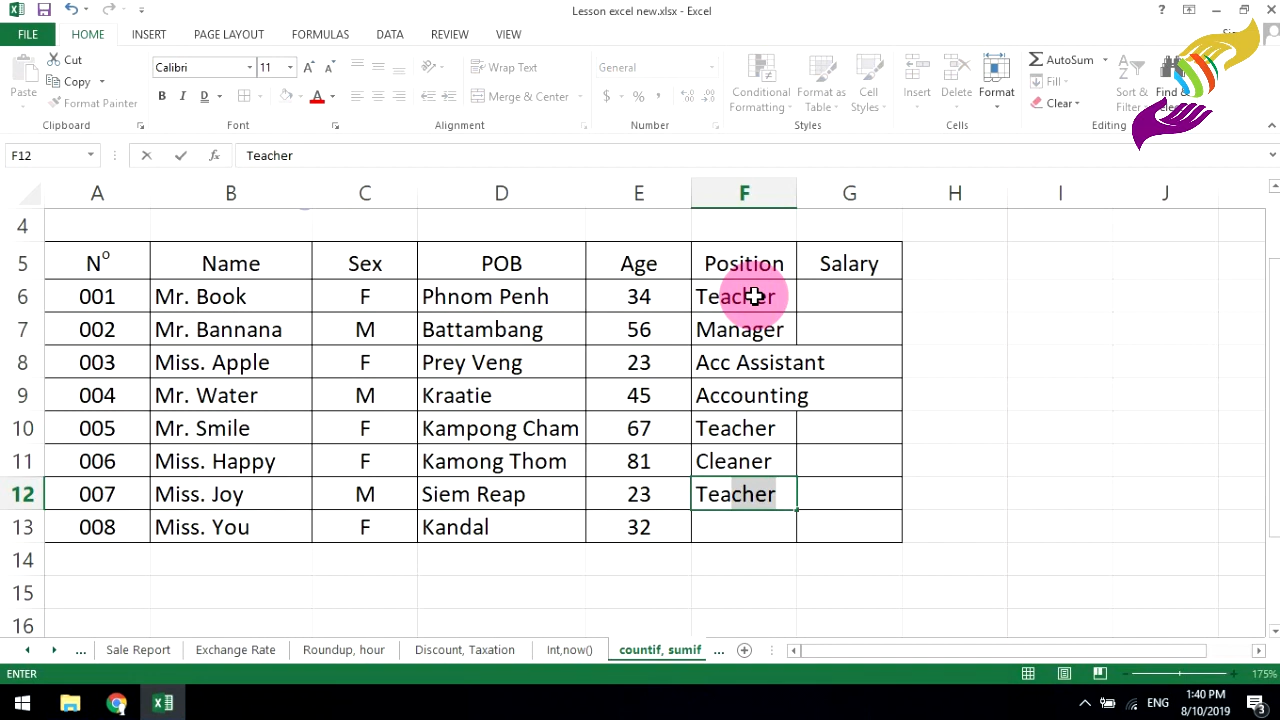 Lesson excel new.xlsx - Excel
FILE HOME INSERT PAGE LAYOUT FORMULAS DATA REVIEW VIEW
Cut
Copy
Format Painter
Paste
Calibri 11
B I D A
Wrap Text
Merge & Center
General
$ % ,
Conditional Formatting
Format as Table
Cell Styles
Insert
Delete
Format
AutoSum
Fill
Clear
Sort & Filter
Find &
Clipboard Font Alignment Number Styles Cells Editing
F12 fx Teacher
A B C D E F G H I J
4
5 No Name Sex POB Age Position Salary
6 001 Mr. Book F Phnom Penh 34 Teacher
7 002 Mr. Bannana M Battambang 56 Manager
8 003 Miss. Apple F Prey Veng 23 Acc Assistant
9 004 Mr. Water M Kraatie 45 Accounting
10 005 Mr. Smile F Kampong Cham 67 Teacher
11 006 Miss. Happy F Kamong Thom 81 Cleaner
12 007 Miss. Joy M Siem Reap 23 Teacher
13 008 Miss. You F Kandal 32
14
15
16
... Sale Report Exchange Rate Roundup, hour Discount, Taxation Int,now() countif, sumif ...
ENTER 175%
ENG 1:40 PM
8/10/2019 3